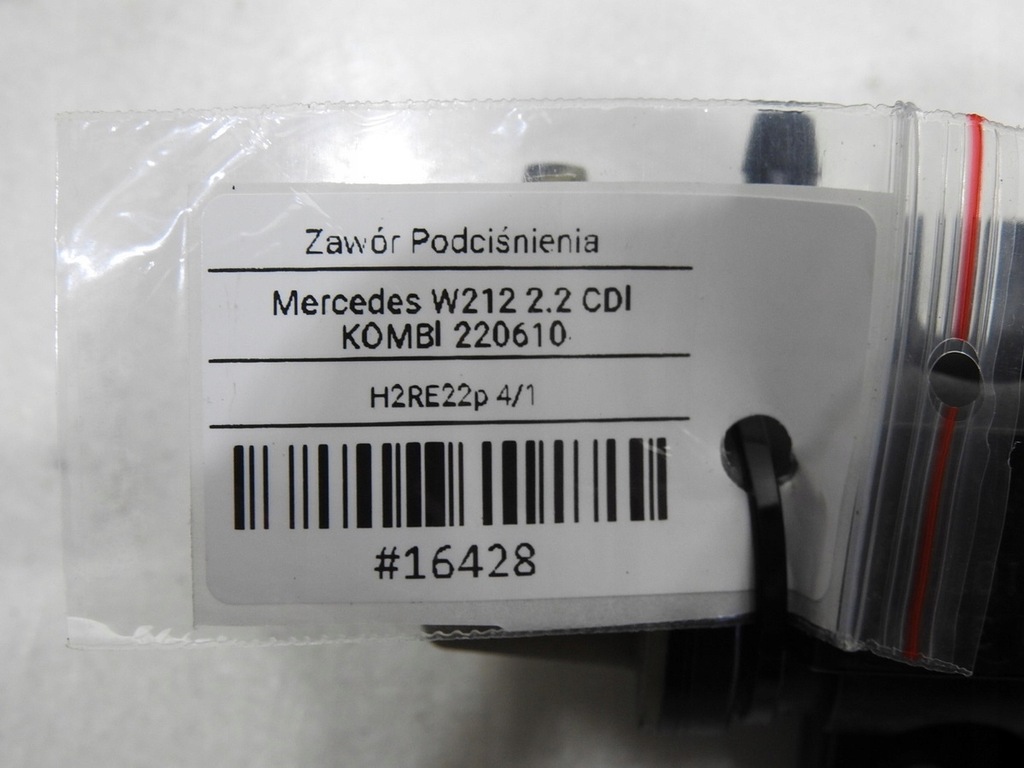 Zawór Podciśnienia
Mercedes W212 2.2 CDI
KOMBI 220610
H2RE22p 4/1
#16428